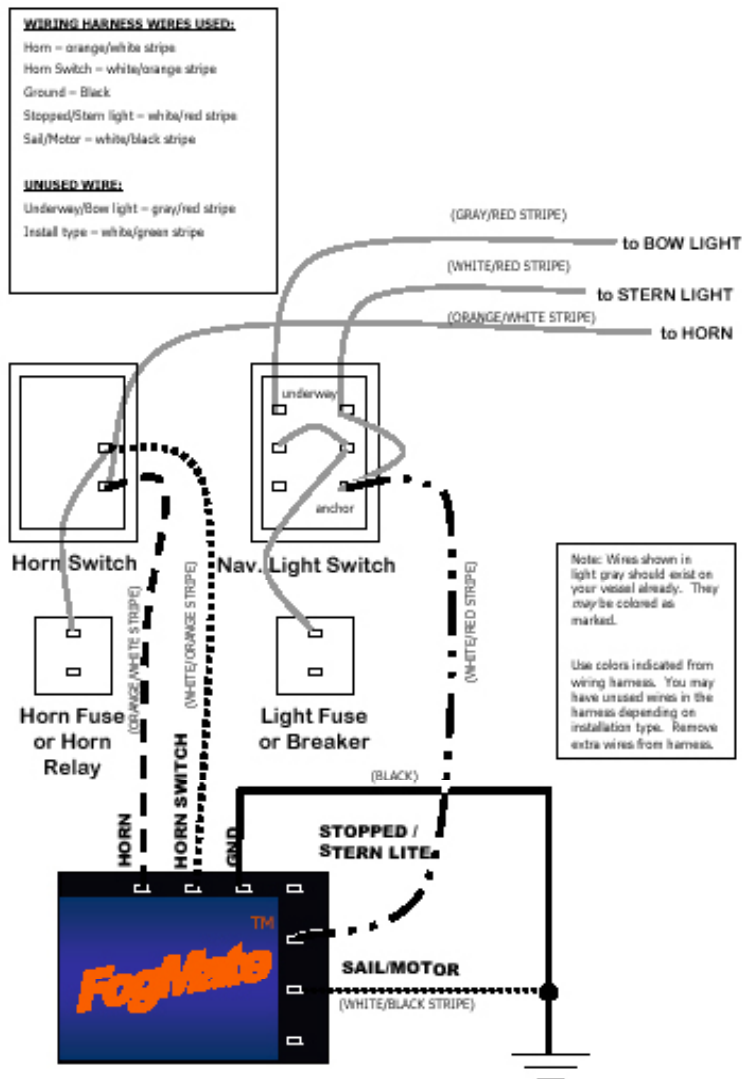 WIRING HARNESS WIRES USED:
Horn – orange/white stripe
Horn Switch – white/orange stripe
Ground – Black
Stopped/Stern light – white/red stripe
Sail/Motor – white/black stripe
UNUSED WIRE:
Underway/Bow light – gray/red stripe
Install type – white/green stripe
(GRAY/RED STRIPE)
to BOW LIGHT
(WHITE/RED STRIPE)
to STERN LIGHT
(ORANGE/WHITE STRIPE)
to HORN
underway
anchor
Horn Switch
Nav. Light Switch
Note: Wires shown in
light gray should exist on
your vessel already. They
may be colored as
marked.
Use colors indicated from
wiring harness. You may
have unused wires in the
harness depending on
installation type. Remove
extra wires from harness.
(ORANGE/WHITE STRIPE)
(WHITE/ORANGE STRIPE)
(WHITE/RED STRIPE)
Horn Fuse
or Horn
Relay
Light Fuse
or Breaker
(BLACK)
HORN
HORN SWITCH
GND
STOPPED /
STERN LITE
TM
FogMate
SAIL/MOTOR
(WHITE/BLACK STRIPE)